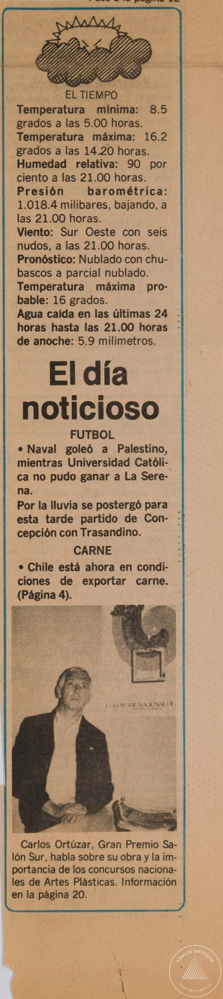 EL TIEMPO
Temperatura mínima: 8.5
grados a las 5.00 horas.
Temperatura máxima: 16.2
grados a las 14.20 horas.
Humedad relativa: 90 por
ciento a las 21.00 horas.
Presión barométrica:
1.018.4 milibares, bajando, a
las 21.00 horas.
Viento: Sur Oeste con seis
nudos, a las 21.00 horas.
Pronóstico: Nublado con chu-
bascos a parcial nublado.
Temperatura máxima pro-
bable: 16 grados.
Agua caída en las últimas 24
horas hasta las 21.00 horas
de anoche: 5.9 milímetros.
El día
noticioso
FUTBOL
• Naval goleó a Palestino,
mientras Universidad Católi-
ca no pudo ganar a La Sere-
na.
Por la lluvia se postergó para
esta tarde partido de Con-
cepción con Trasandino.
CARNE
• Chile está ahora en condi-
ciones de exportar carne.
(Página 4).
SALON SUR NACIONAL DE
Carlos Ortúzar, Gran Premio Sa-
lón Sur, habla sobre su obra y la im-
portancia de los concursos naciona-
les de Artes Plásticas. Información
en la página 20.
CARLOS ORTÚZAR
SIGNO ARTIS VINCETUR